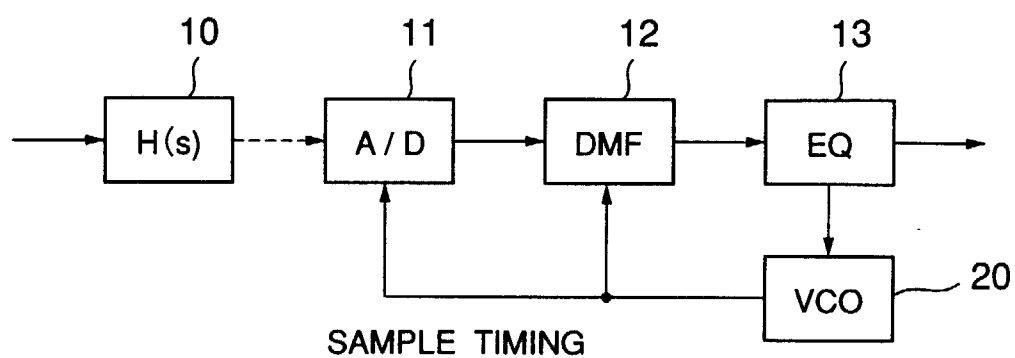 10
11
12
13
H(s)
A / D
DMF
EQ
VCO
20
SAMPLE TIMING